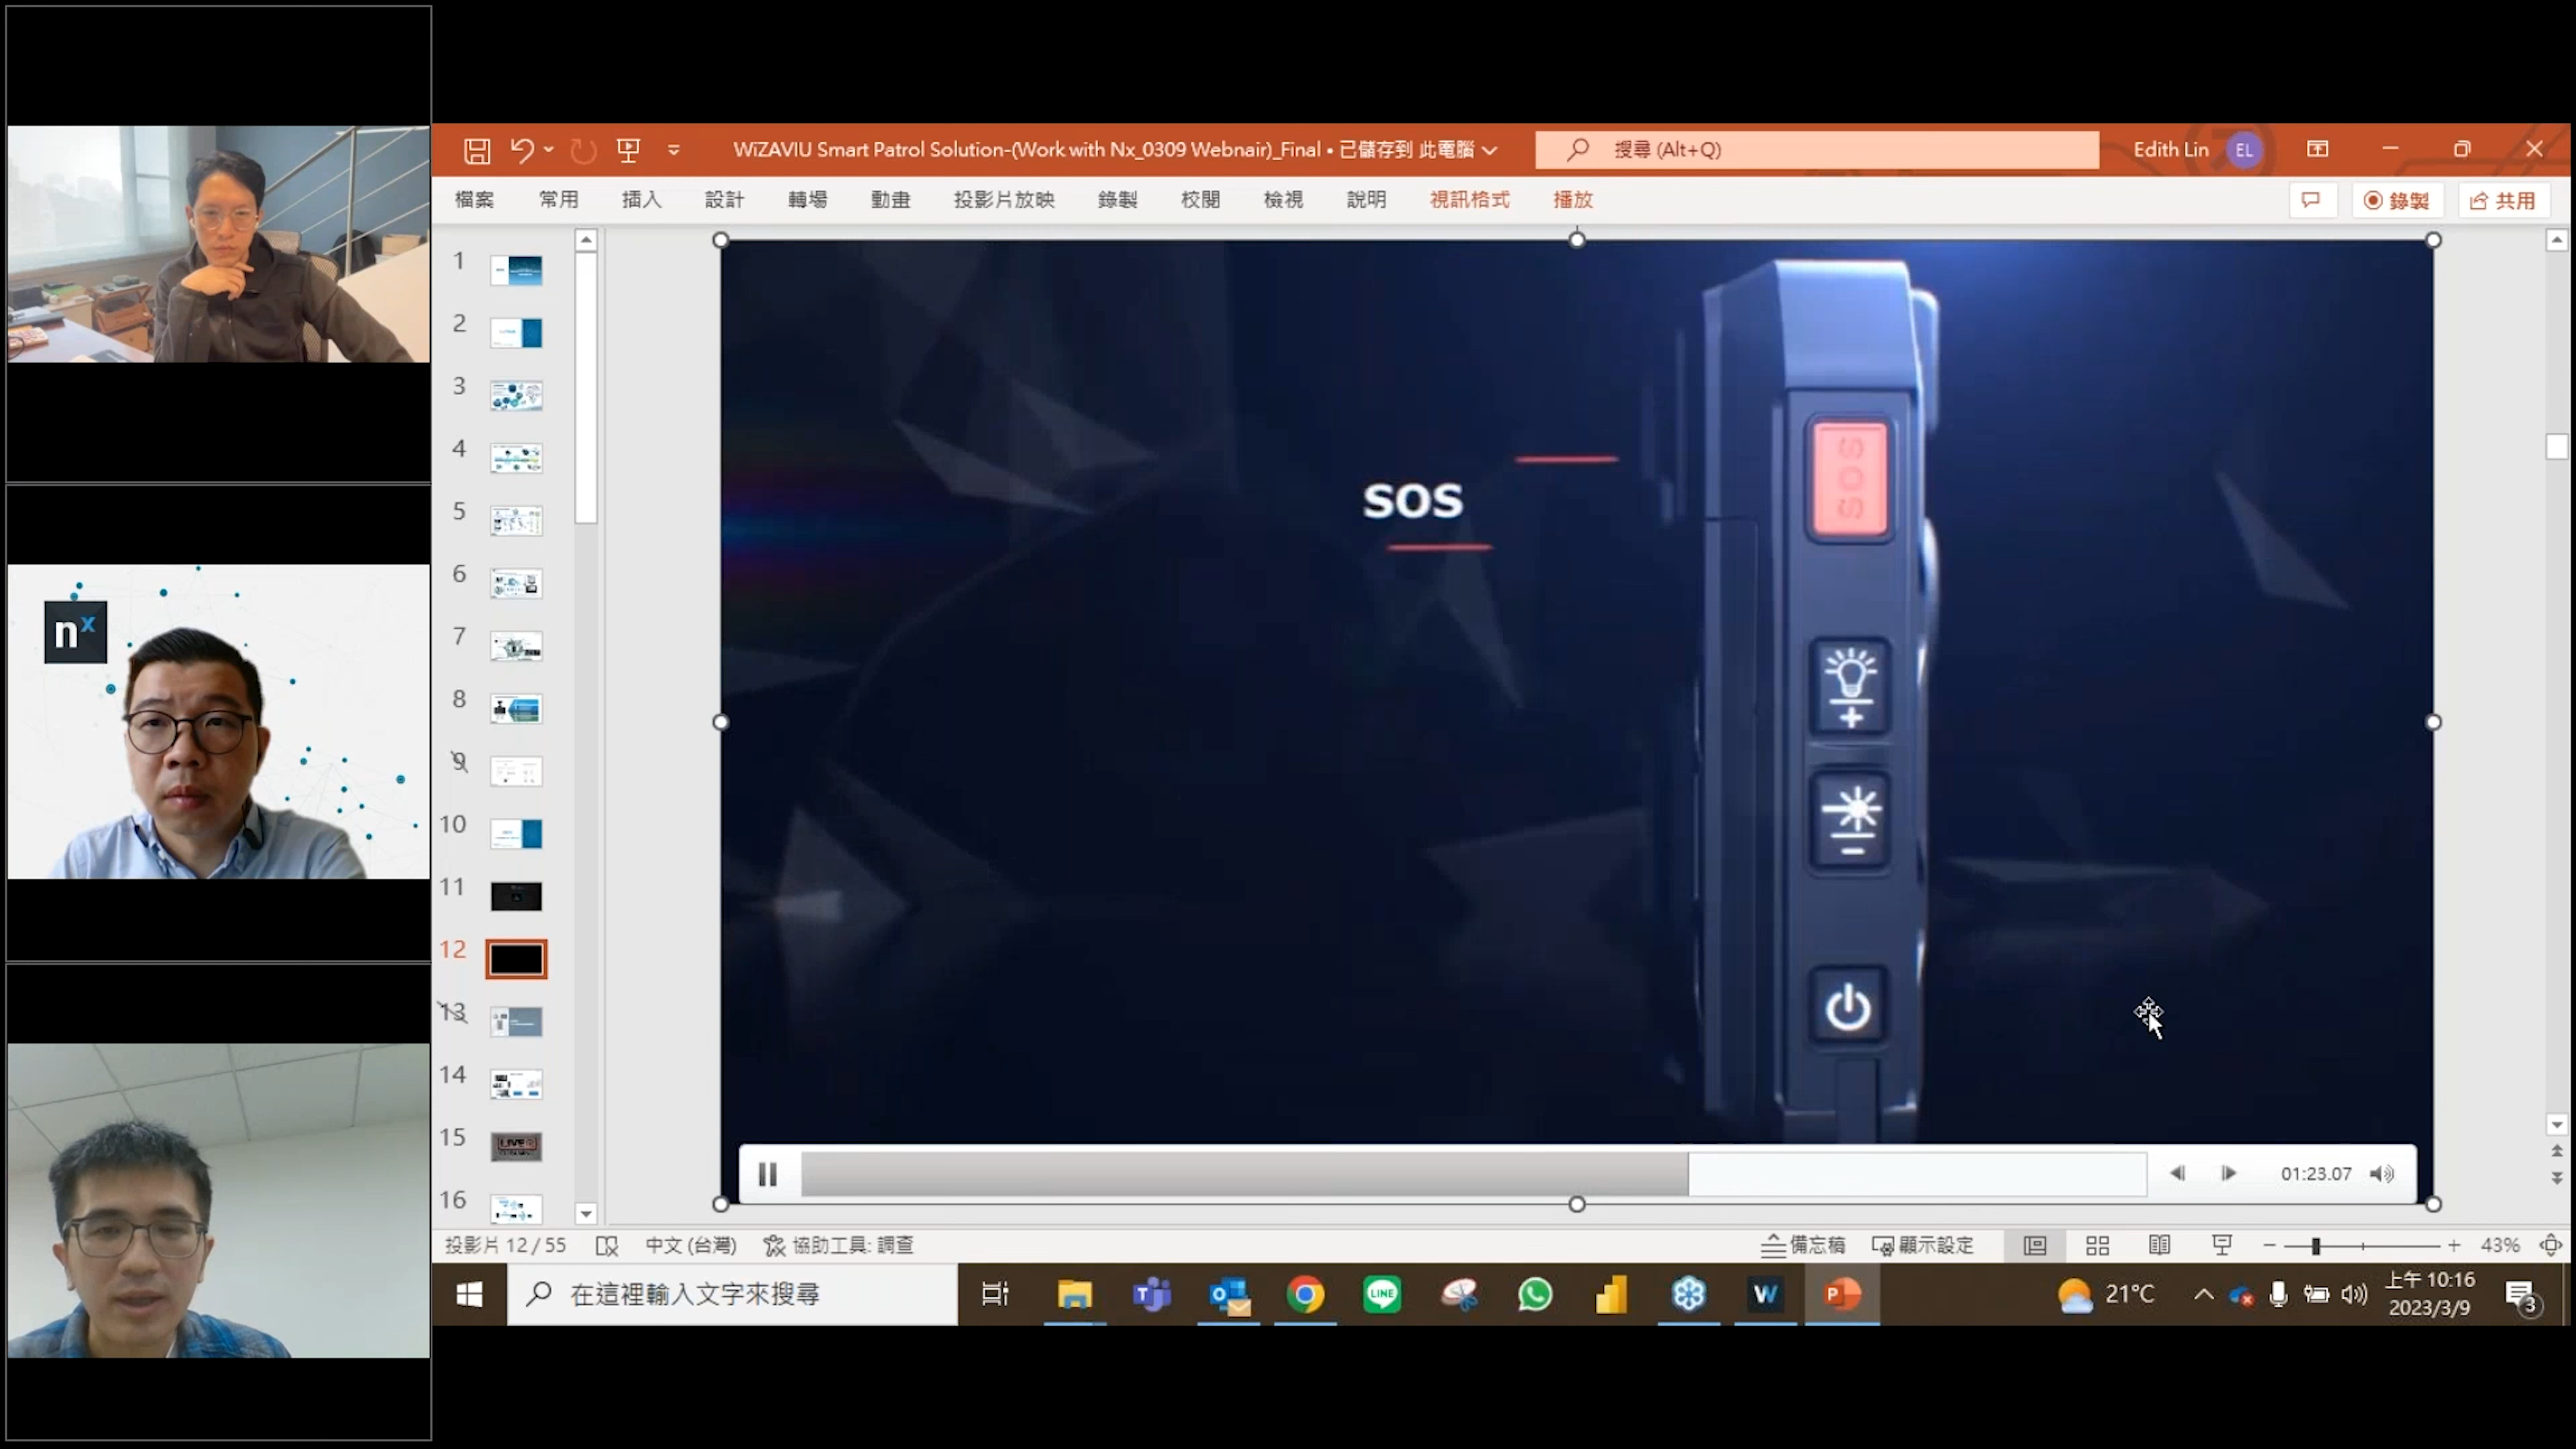 WiZAVIU Smart Patrol Solution-(Work with Nx_0309 Webnair)_Final • 已儲存到 此電腦
搜尋 (Alt+Q)
Edith Lin
EL
檔案 常用 插入 設計 轉場 動畫 投影片放映 錄製 校閱 檢視 說明 視訊格式 播放
錄製
共用
1
2
3
4
5
6
7
8
9
10
11
12
13
14
15
LIVE
16
nx
SOS
SOS
01:23.07
投影片 12 / 55
中文 (台灣)
協助工具: 調查
備忘稿
顯示設定
43%
在這裡輸入文字來搜尋
LINE
W
P
21°C
上午 10:16
2023/3/9
3